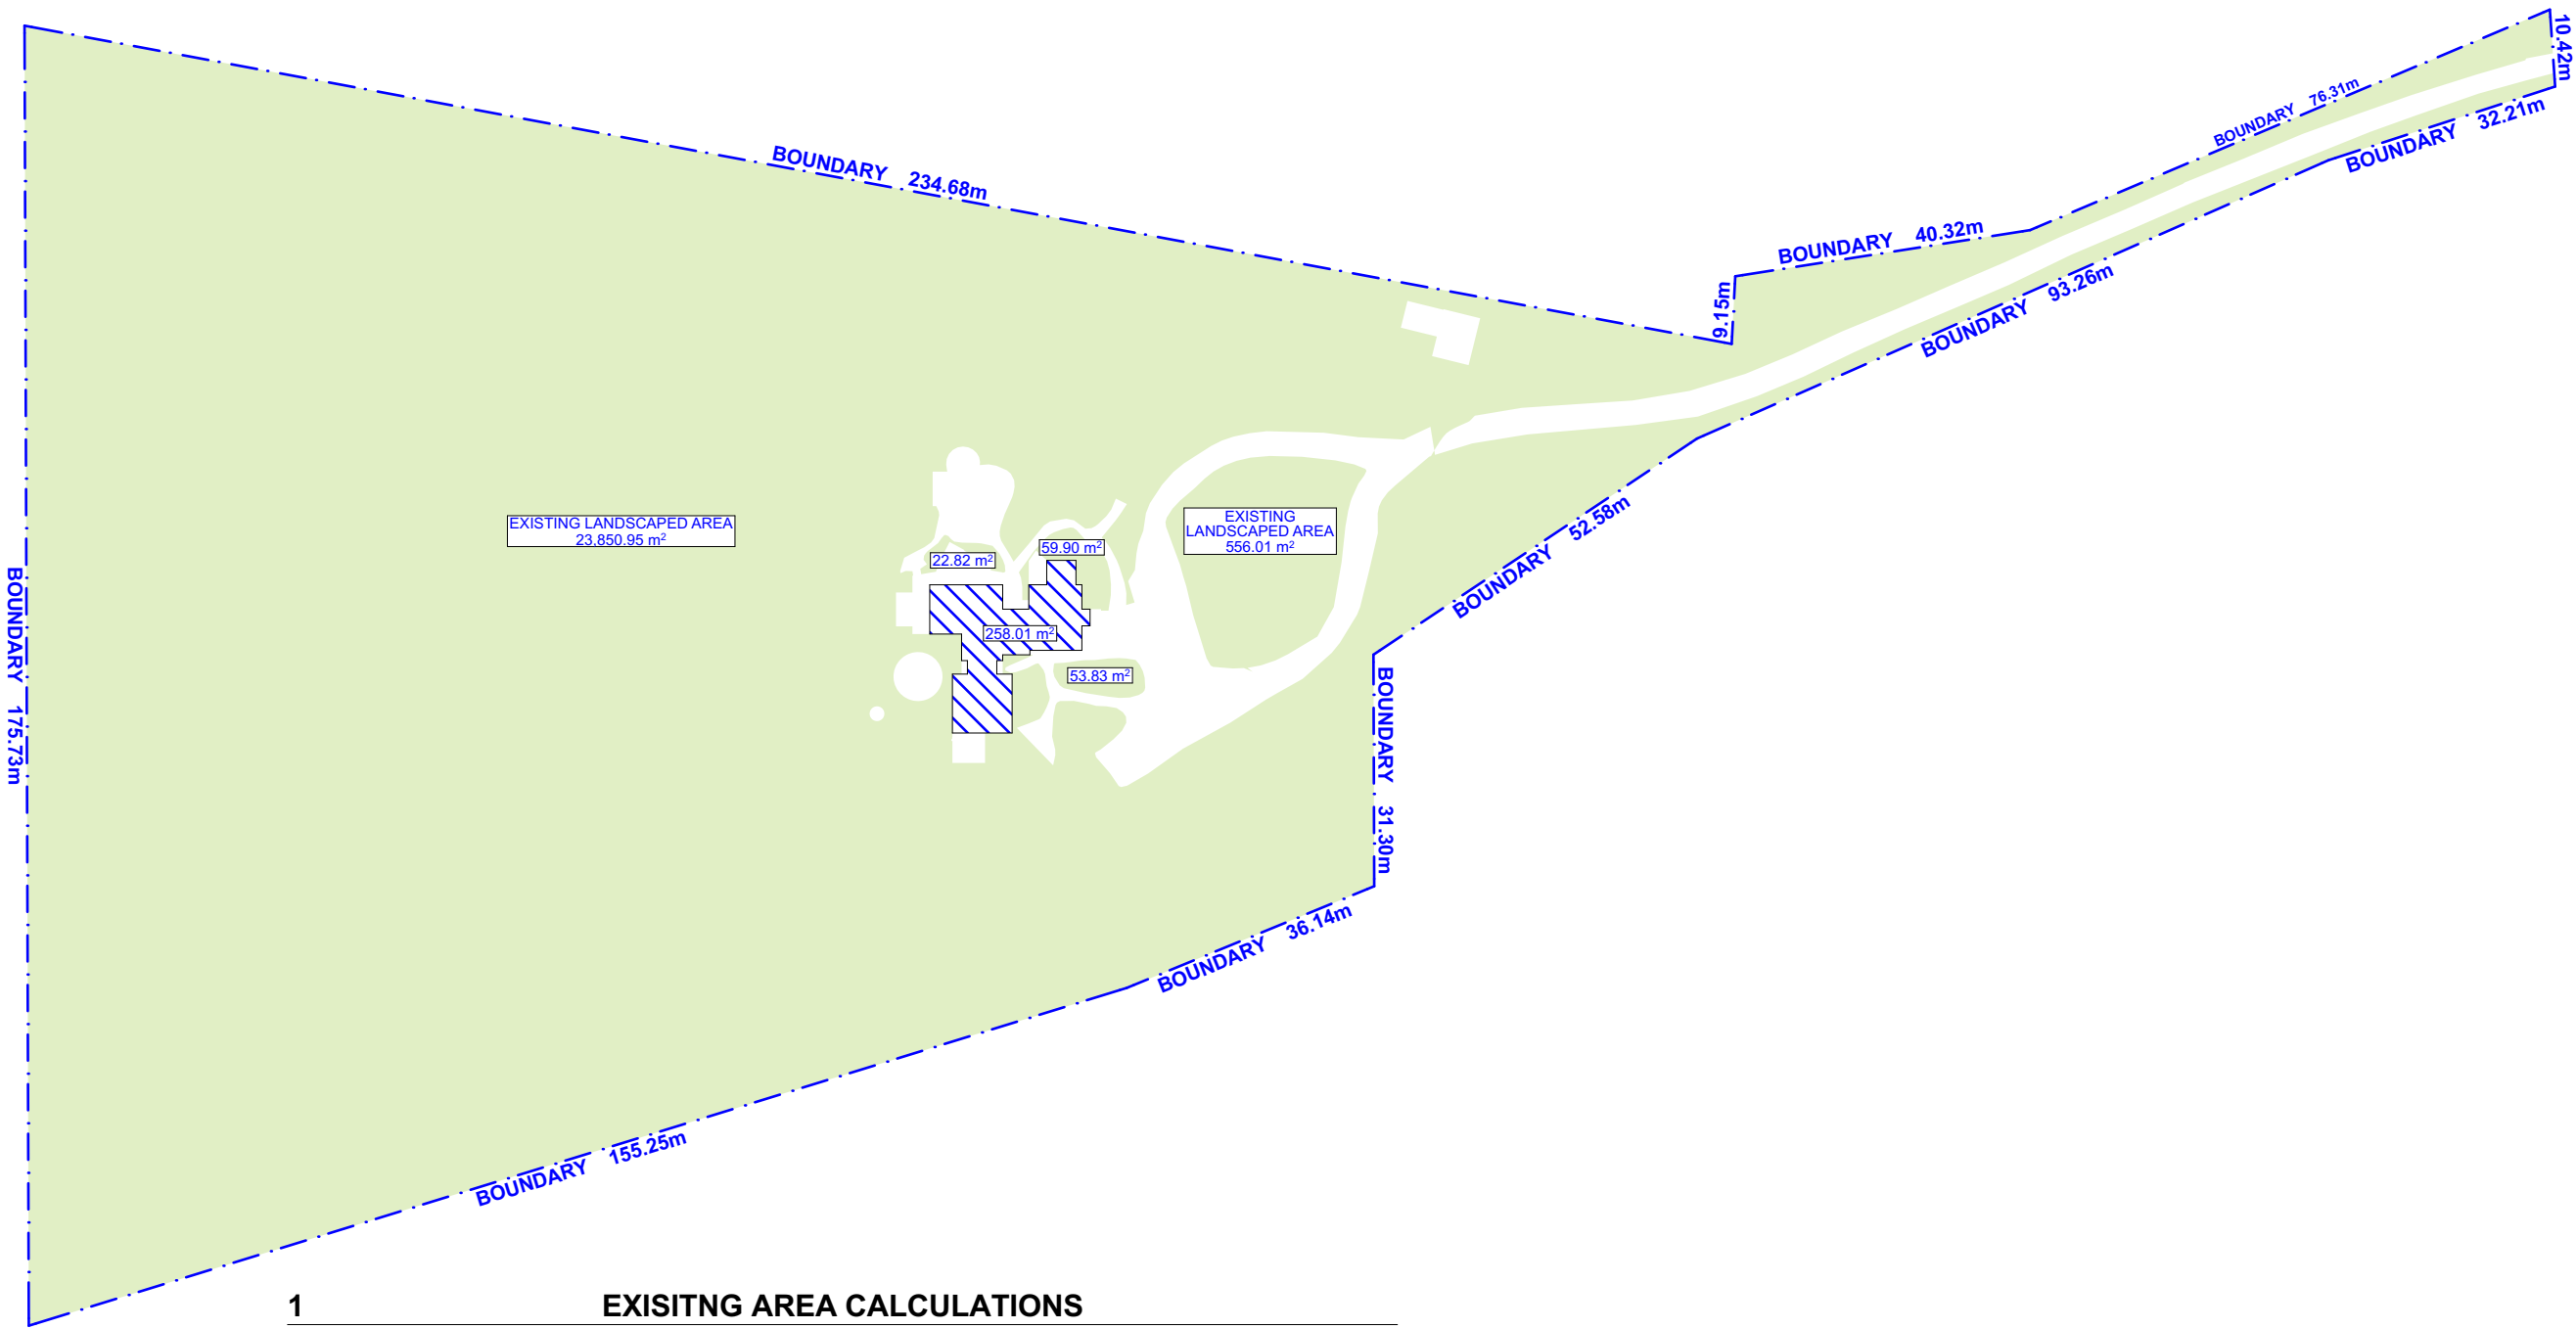 10.42m
BOUNDARY 76.31m
BOUNDARY 32.21m
BOUNDARY 234.68m
BOUNDARY 40.32m
9.15m
BOUNDARY 93.26m
EXISTING LANDSCAPED AREA
23,850.95 m²
EXISTING
LANDSCAPED AREA
556.01 m²
59.90 m²
22.82 m²
BOUNDARY 52.58m
258.01 m²
53.83 m²
BOUNDARY 175.73m
BOUNDARY 31.30m
BOUNDARY 36.14m
BOUNDARY 155.25m
1 EXISITNG AREA CALCULATIONS